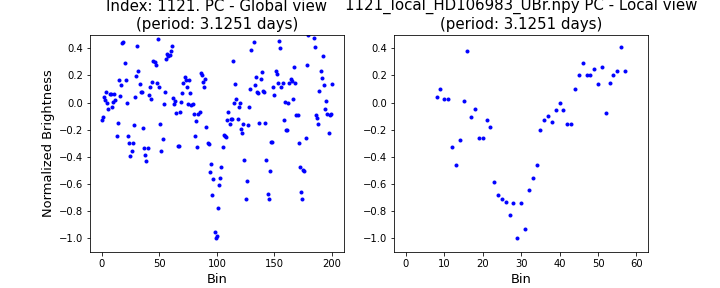 Index: 1121. PC - Global view
(period: 3.1251 days)
1121_local_HD106983_UBr.npy PC - Local view
(period: 3.1251 days)
Normalized Brightness
0.4
0.2
0.0
−0.2
−0.4
−0.6
−0.8
−1.0
0 50 100 150 200
Bin
0.4
0.2
0.0
−0.2
−0.4
−0.6
−0.8
−1.0
0 10 20 30 40 50 60
Bin